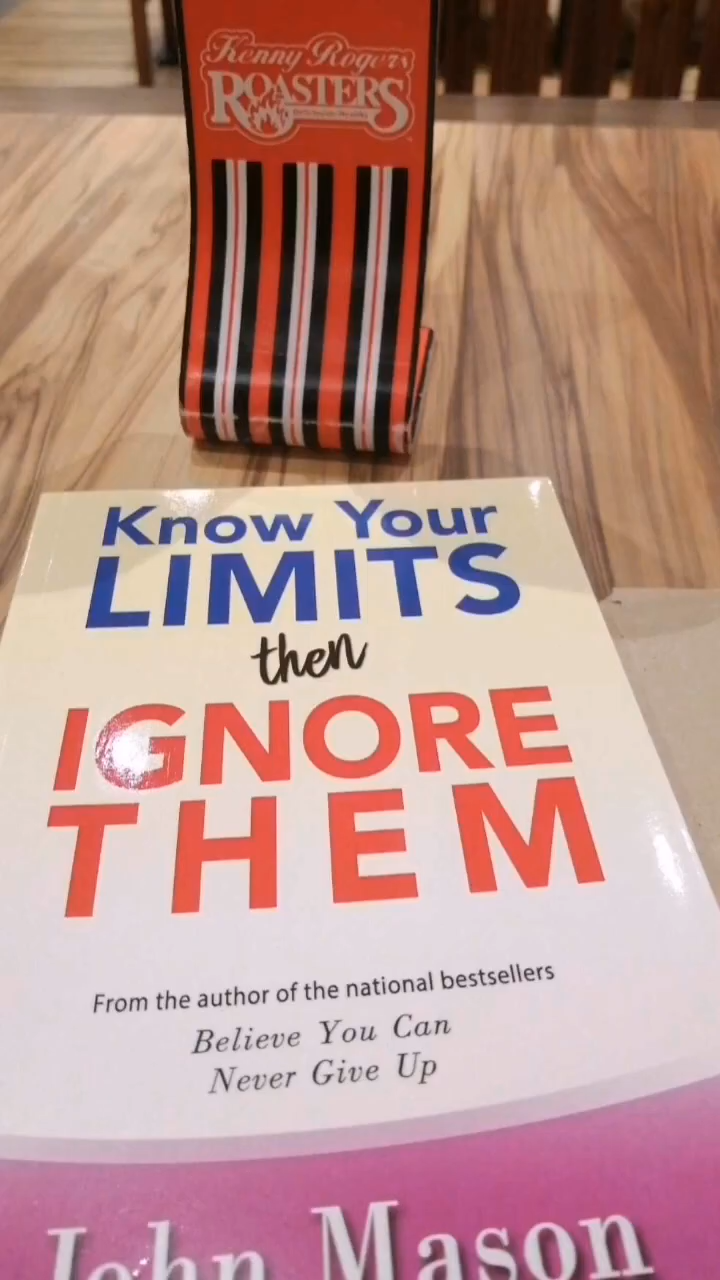 Kenny Rogers
ROASTERS
Know Your
LIMITS
then
IGNORE
THEM
From the author of the national bestsellers
Believe You Can
Never Give Up
John Mason